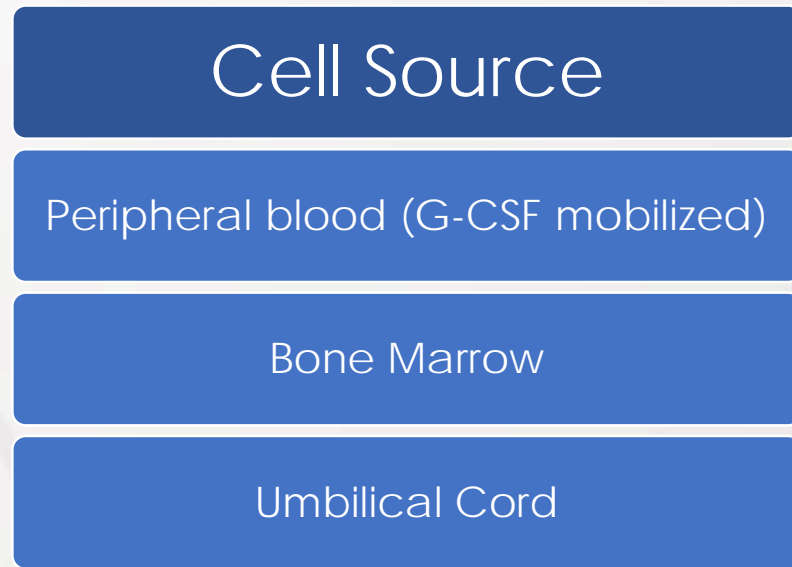 Cell Source
Peripheral blood (G-CSF mobilized)
Bone Marrow
Umbilical Cord